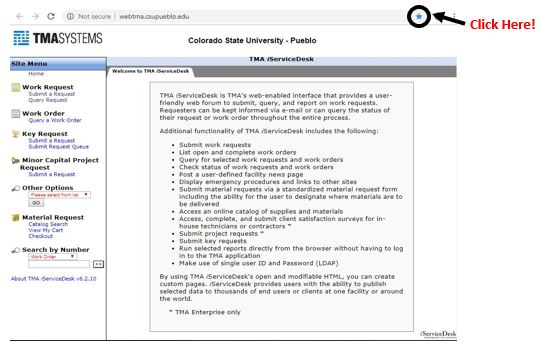 Not secure | webtma.csupueblo.edu
Click Here!
TMASYSTEMS
Colorado State University - Pueblo
Site Menu
Home
Work Request
Submit a Request
Query Request
Work Order
Query a Work Order
Key Request
Submit a Request
Submit Request Queue
Minor Capital Project
Request
Submit a Request
Other Options
Please select from list
GO
Material Request
Catalog Search
View My Cart
Checkout
Search by Number
Work Order
>>
About TMA iServiceDesk v6.2.10
TMA iServiceDesk
Welcome to TMA iServiceDesk
TMA iServiceDesk is TMA's web-enabled interface that provides a user-
friendly web forum to submit, query, and report on work requests.
Requesters can be kept informed via e-mail or can query the status of
their request or work order throughout the entire process.
Additional functionality of TMA iServiceDesk includes the following:
• Submit work requests
• List open and complete work orders
• Query for selected work requests and work orders
• Check status of work requests and work orders
• Post a user-defined facility news page
• Display emergency procedures and links to other sites
• Submit material requests via a standardized material request form
including the ability for the user to designate where materials are to
be delivered
• Access an online catalog of supplies and materials
• Access, complete, and submit client satisfaction surveys for in-
house technicians or contractors *
• Submit project requests *
• Submit key requests
• Run selected reports directly from the browser without having to log
in to the TMA application
• Make use of single user ID and Password (LDAP)
By using TMA iServiceDesk's open and modifiable HTML, you can create
custom pages. iServiceDesk provides users with the ability to publish
selected data to thousands of end users or clients at one facility or around
the world.
* TMA Enterprise only
iServiceDesk